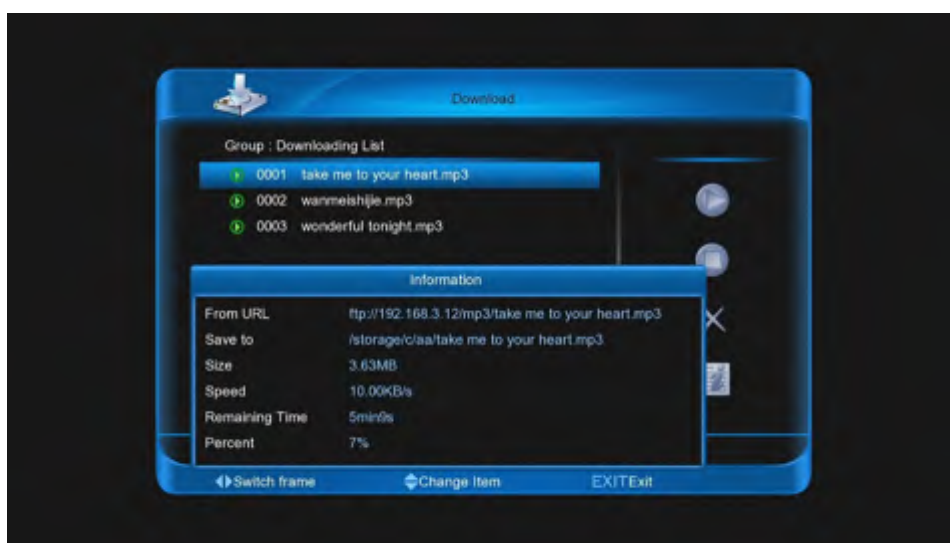 Download
Group : Downloading List
0001 take me to your heart.mp3
0002 wanmeishijie.mp3
0003 wonderful tonight.mp3
Information
From URL ftp://192.168.3.12/mp3/take me to your heart.mp3
Save to /storage/c/aa/take me to your heart.mp3
Size 3.63MB
Speed 10.00KB/s
Remaining Time 5min9s
Percent 7%
Switch frame Change Item EXITExit